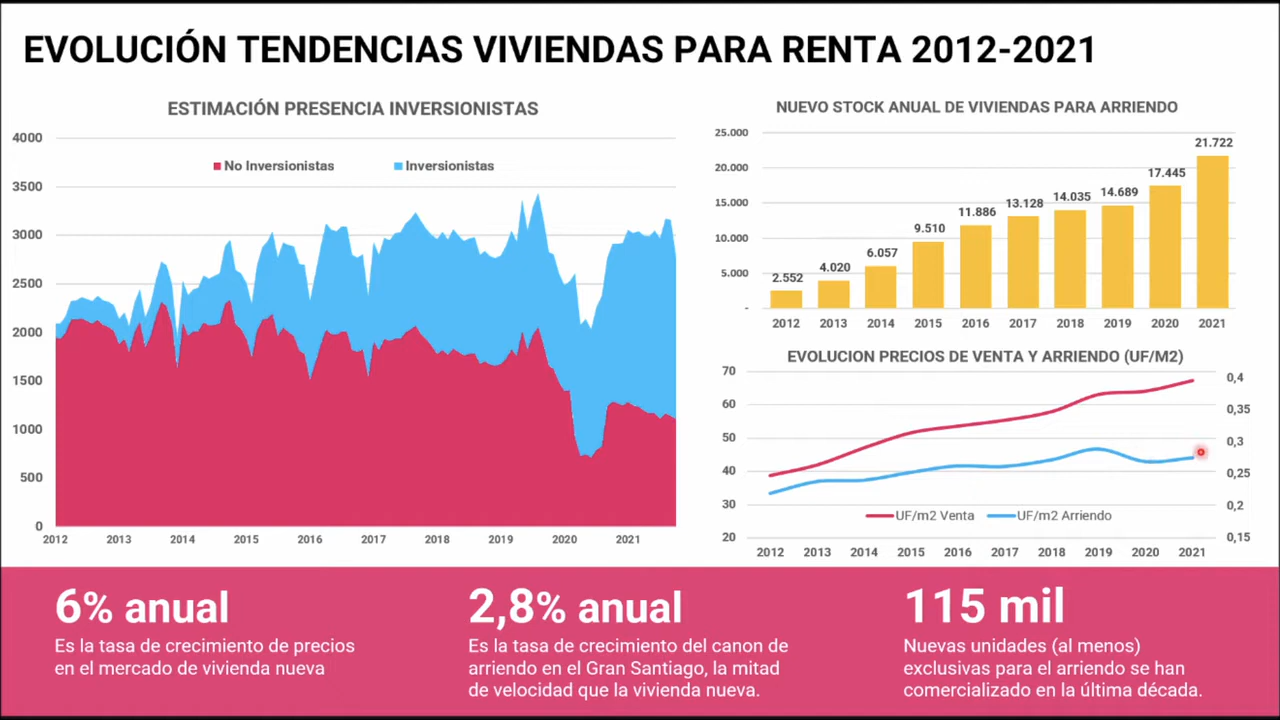 EVOLUCIÓN TENDENCIAS VIVIENDAS PARA RENTA 2012-2021
ESTIMACIÓN PRESENCIA INVERSIONISTAS
No Inversionistas Inversionistas
4000
3500
3000
2500
2000
1500
1000
500
0
2012 2013 2014 2015 2016 2017 2018 2019 2020 2021
NUEVO STOCK ANUAL DE VIVIENDAS PARA ARRIENDO
25.000
20.000
15.000
10.000
5.000
-
2.552 4.020 6.057 9.510 11.886 13.128 14.035 14.689 17.445 21.722
2012 2013 2014 2015 2016 2017 2018 2019 2020 2021
EVOLUCION PRECIOS DE VENTA Y ARRIENDO (UF/M2)
70
60
50
40
30
20
0,4
0,35
0,3
0,25
0,2
0,15
UF/m2 Venta UF/m2 Arriendo
2012 2013 2014 2015 2016 2017 2018 2019 2020 2021
6% anual
Es la tasa de crecimiento de precios
en el mercado de vivienda nueva
2,8% anual
Es la tasa de crecimiento del canon de
arriendo en el Gran Santiago, la mitad
de velocidad que la vivienda nueva.
115 mil
Nuevas unidades (al menos)
exclusivas para el arriendo se han
comercializado en la última década.